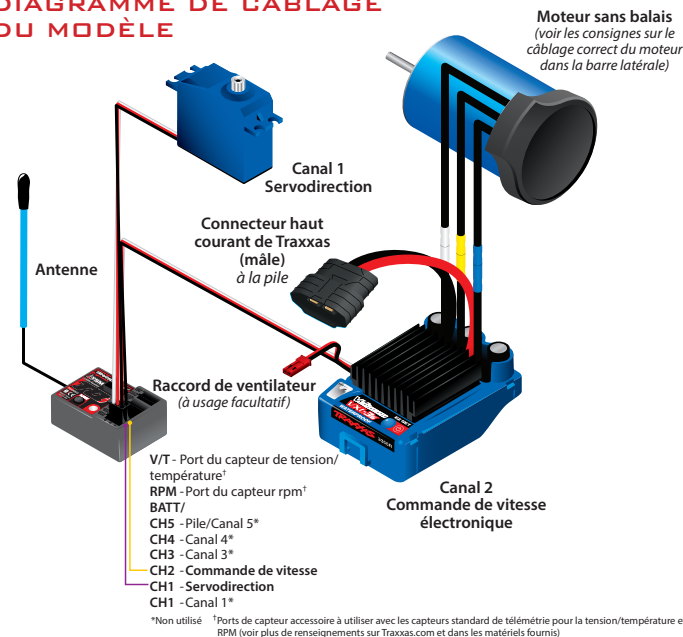 DIAGRAMME DE CÂBLAGE
DU MODÈLE
Moteur sans balais
(voir les consignes sur le
câblage correct du moteur
dans la barre latérale)
Canal 1
Servodirection
Connecteur haut
courant de Traxxas
(mâle)
à la pile
Antenne
Raccord de ventilateur
(à usage facultatif)
V/T - Port du capteur de tension/
température†
RPM - Port du capteur rpm†
BATT/
CH5 - Pile/Canal 5*
CH4 - Canal 4*
CH3 - Canal 3*
CH2 - Commande de vitesse
CH1 - Servodirection
CH1 - Canal 1*
Canal 2
Commande de vitesse
électronique
WATERPROOF
TRAXXAS
*Non utilisé †Ports de capteur accessoire à utiliser avec les capteurs standard de télémétrie pour la tension/température e
RPM (voir plus de renseignements sur Traxxas.com et dans les matériels fournis)